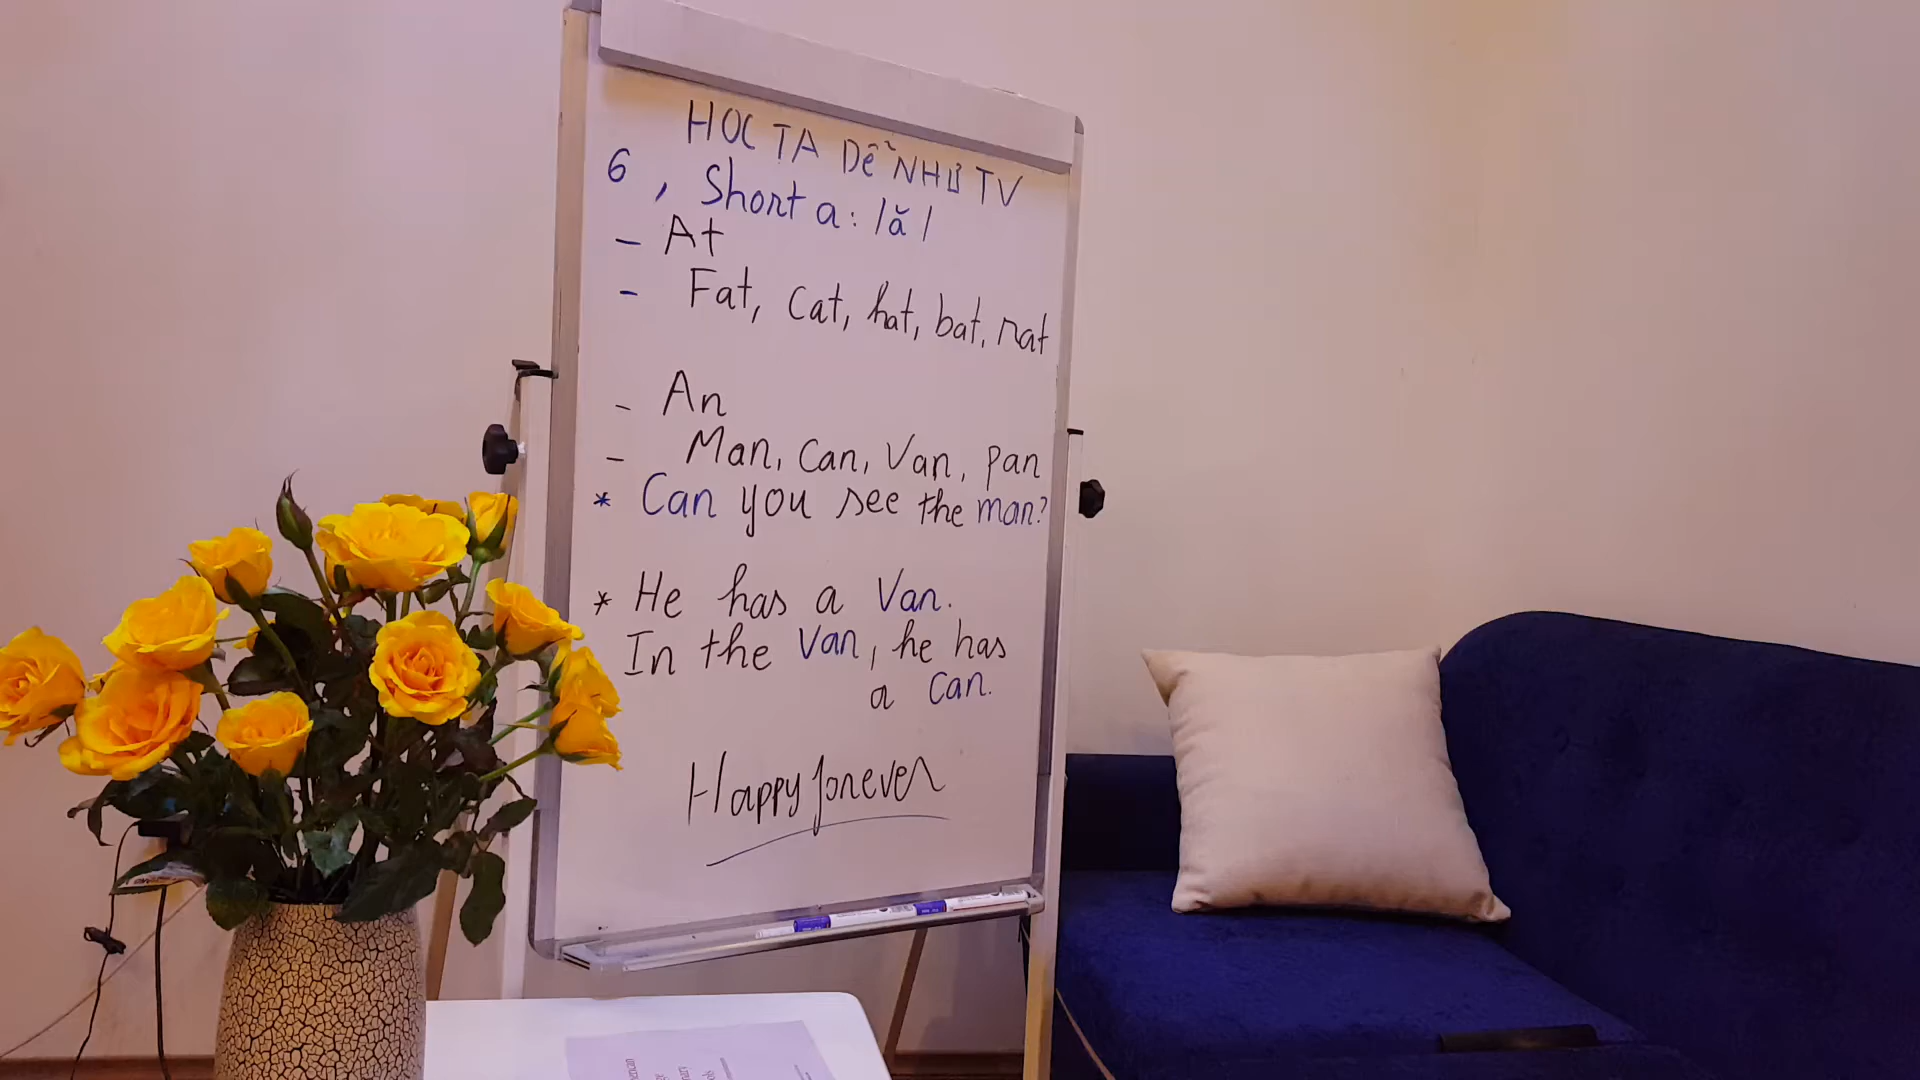 HOC TA DỄ NHƯ TV
6, Short a: /ă/
- At
- Fat, cat, hat, bat, rat
- An
- Man, can, Van, pan
* Can you see the man?
* He has a Van.
In the van, he has
a can.
Happy forever